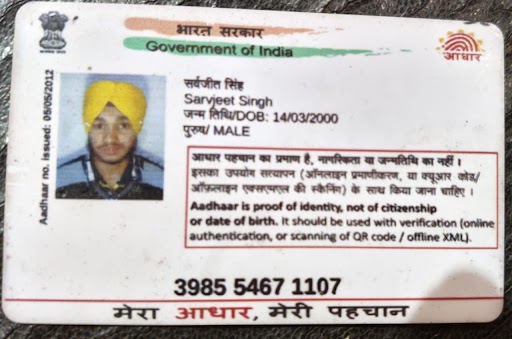 भारत सरकार
Government of India
आधार
Aadhaar no. issued: 05/05/2012
सर्वजीत सिंह
Sarvjeet Singh
जन्म तिथि/DOB: 14/03/2000
पुरुष/ MALE
आधार पहचान का प्रमाण है, नागरिकता या जन्मतिथि का नहीं ।
इसका उपयोग सत्यापन (ऑनलाइन प्रमाणीकरण, या क्यूआर कोड/
ऑफ़लाइन एक्सएमएल की स्कैनिंग) के साथ किया जाना चाहिए ।
Aadhaar is proof of identity, not of citizenship
or date of birth. It should be used with verification (online
authentication, or scanning of QR code / offline XML).
3985 5467 1107
मेरा आधार, मेरी पहचान